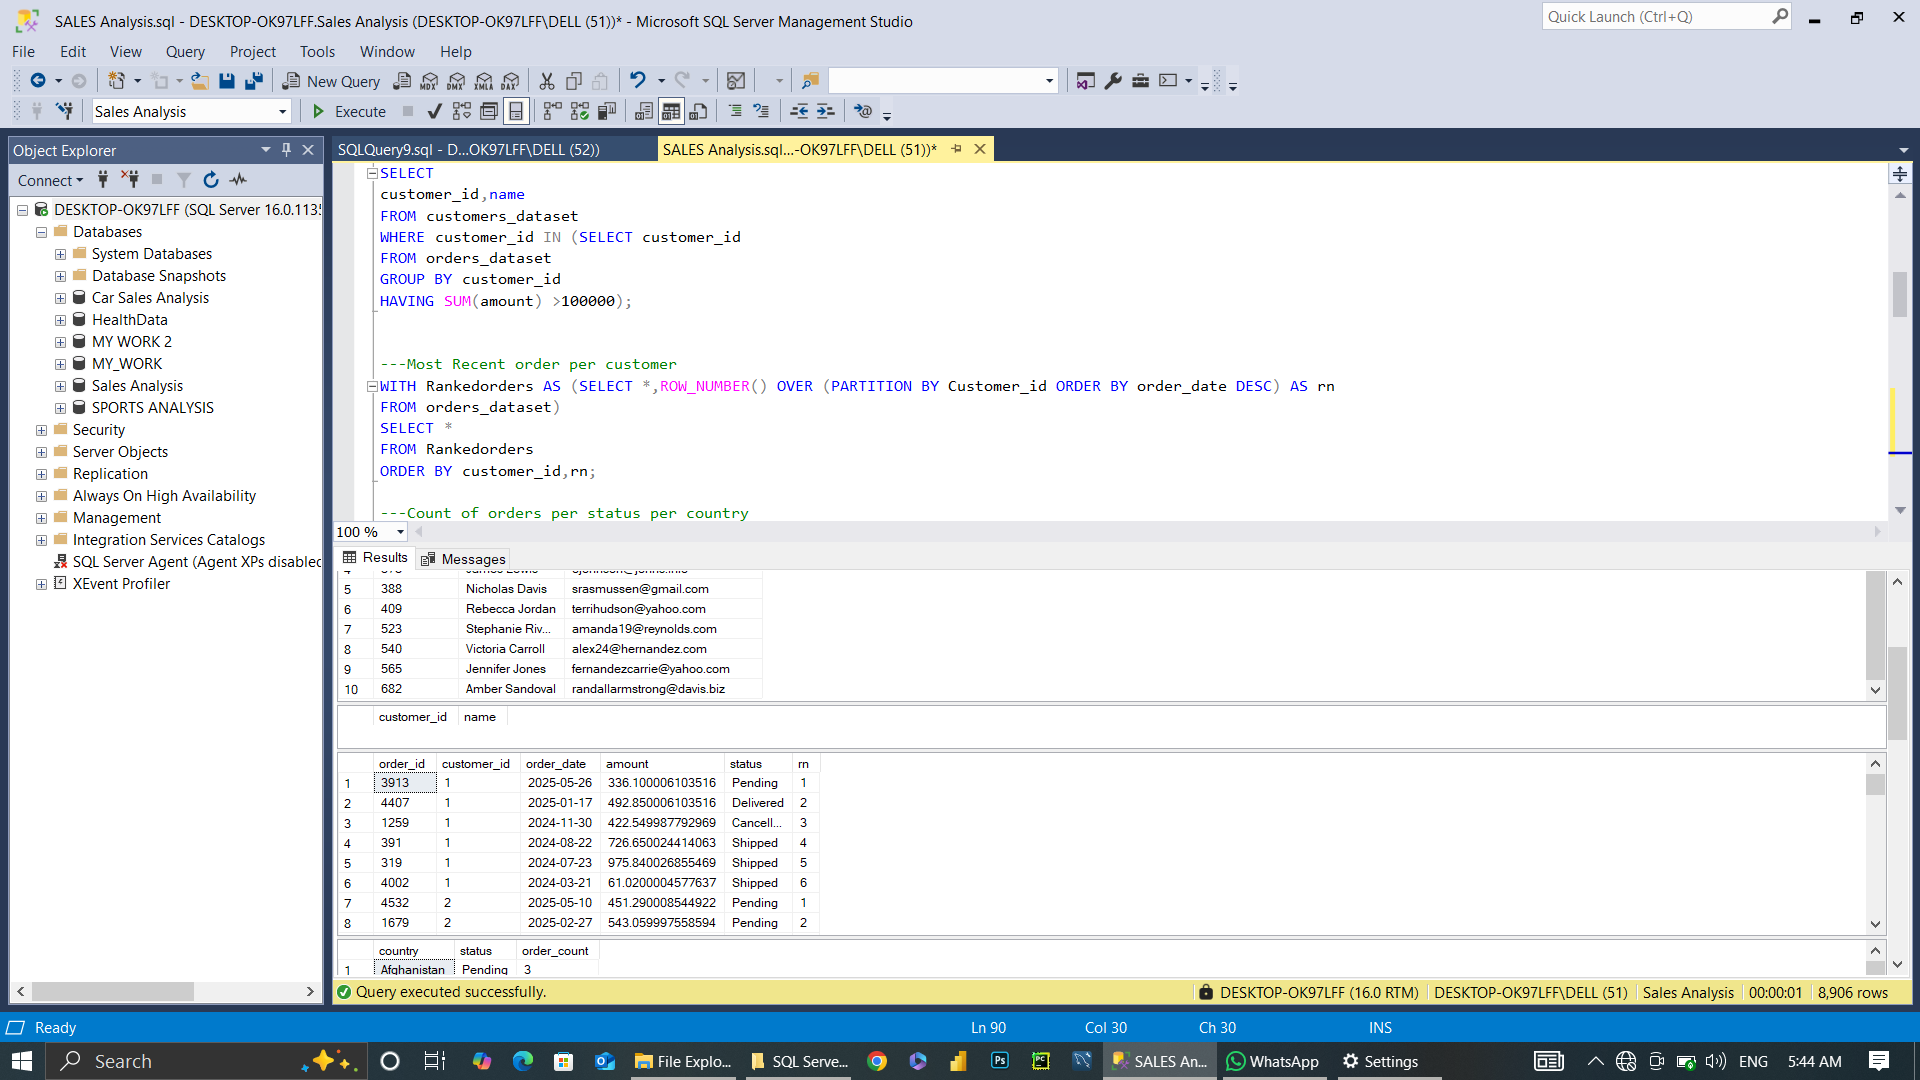 SALES Analysis.sql - DESKTOP-OK97LFF.Sales Analysis (DESKTOP-OK97LFF\DELL (51))* - Microsoft SQL Server Management Studio
Quick Launch (Ctrl+Q)
File Edit View Query Project Tools Window Help
New Query
MDX DMX XMLA DAX
Sales Analysis
Execute
Object Explorer
Connect
DESKTOP-OK97LFF (SQL Server 16.0.1135
Databases
System Databases
Database Snapshots
Car Sales Analysis
HealthData
MY WORK 2
MY_WORK
Sales Analysis
SPORTS ANALYSIS
Security
Server Objects
Replication
Always On High Availability
Management
Integration Services Catalogs
SQL Server Agent (Agent XPs disabled
XEvent Profiler
SQLQuery9.sql - D...OK97LFF\DELL (52))
SALES Analysis.sql...-OK97LFF\DELL (51))*
SELECT
customer_id,name
FROM customers_dataset
WHERE customer_id IN (SELECT customer_id
FROM orders_dataset
GROUP BY customer_id
HAVING SUM(amount) >100000);
---Most Recent order per customer
WITH Rankedorders AS (SELECT *,ROW_NUMBER() OVER (PARTITION BY Customer_id ORDER BY order_date DESC) AS rn
FROM orders_dataset)
SELECT *
FROM Rankedorders
ORDER BY customer_id,rn;
---Count of orders per status per country
100 %
Results Messages
5 388 Nicholas Davis srasmussen@gmail.com
6 409 Rebecca Jordan terrihudson@yahoo.com
7 523 Stephanie Riv... amanda19@reynolds.com
8 540 Victoria Carroll alex24@hernandez.com
9 565 Jennifer Jones fernandezcarrie@yahoo.com
10 682 Amber Sandoval randallarmstrong@davis.biz
customer_id name
order_id customer_id order_date amount status rn
1 3913 1 2025-05-26 336.100006103516 Pending 1
2 4407 1 2025-01-17 492.850006103516 Delivered 2
3 1259 1 2024-11-30 422.549987792969 Cancell... 3
4 391 1 2024-08-22 726.650024414063 Shipped 4
5 319 1 2024-07-23 975.840026855469 Shipped 5
6 4002 1 2024-03-21 61.0200004577637 Shipped 6
7 4532 2 2025-05-10 451.290008544922 Pending 1
8 1679 2 2025-02-27 543.059997558594 Pending 2
country status order_count
1 Afghanistan Pending 3
Query executed successfully.
DESKTOP-OK97LFF (16.0 RTM) DESKTOP-OK97LFF\DELL (51) Sales Analysis 00:00:01 8,906 rows
Ready Ln 90 Col 30 Ch 30 INS
Search
File Explo...
SQL Serve...
Ps
PC
SALES An...
WhatsApp
Settings
ENG
5:44 AM